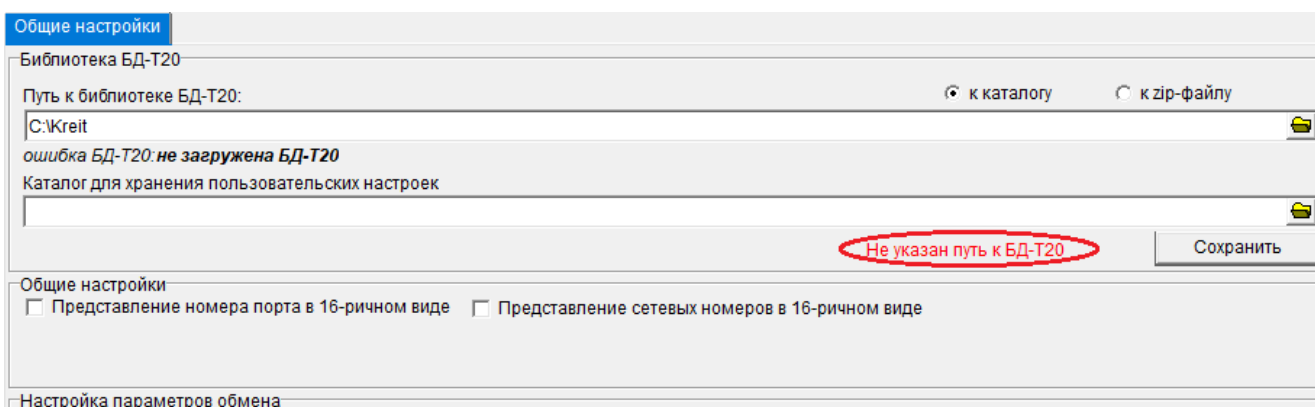 Общие настройки
Библиотека БД-Т20
Путь к библиотеке БД-Т20:
к каталогу
к zip-файлу
C:\Kreit
ошибка БД-Т20:не загружена БД-Т20
Каталог для хранения пользовательских настроек
Не указан путь к БД-Т20
Сохранить
Общие настройки
Представление номера порта в 16-ричном виде
Представление сетевых номеров в 16-ричном виде
Настройка параметров обмена